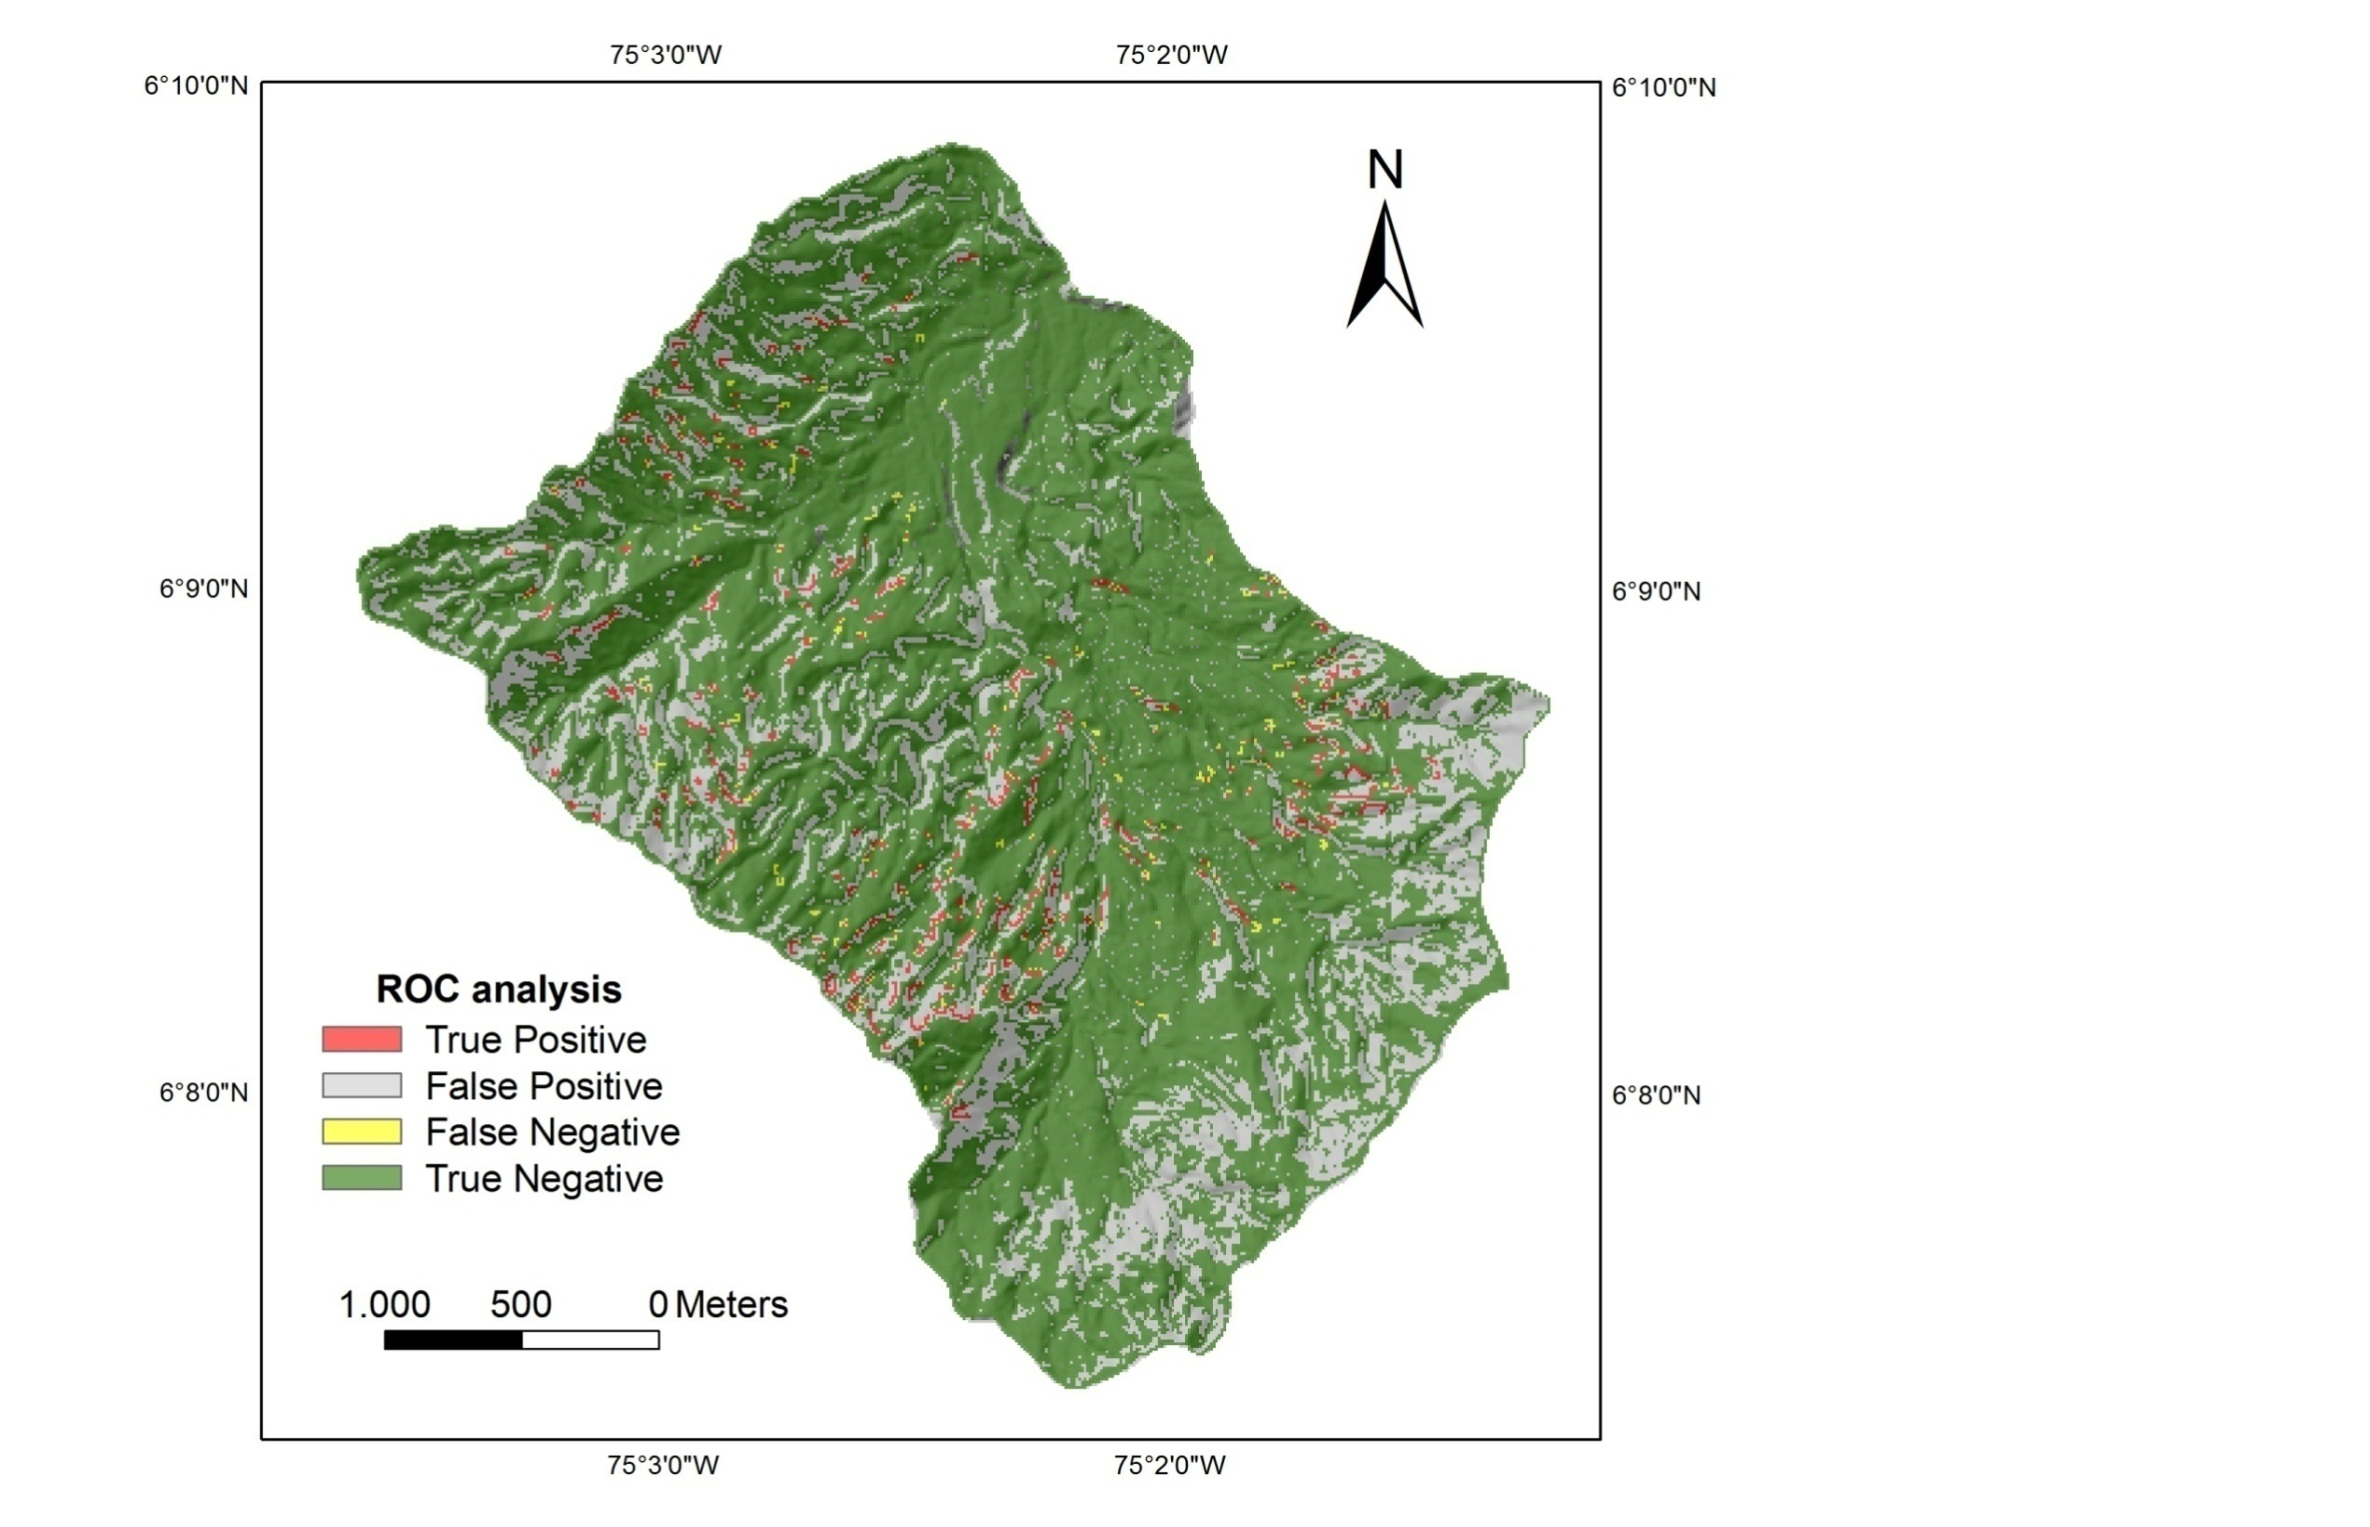 75°3'0"W
75°2'0"W
6°10'0"N
6°10'0"N
N
6°9'0"N
6°9'0"N
ROC analysis
True Positive
False Positive
6°8'0"N
6°8'0"N
False Negative
True Negative
1.000 500 0 Meters
75°3'0"W
75°2'0"W